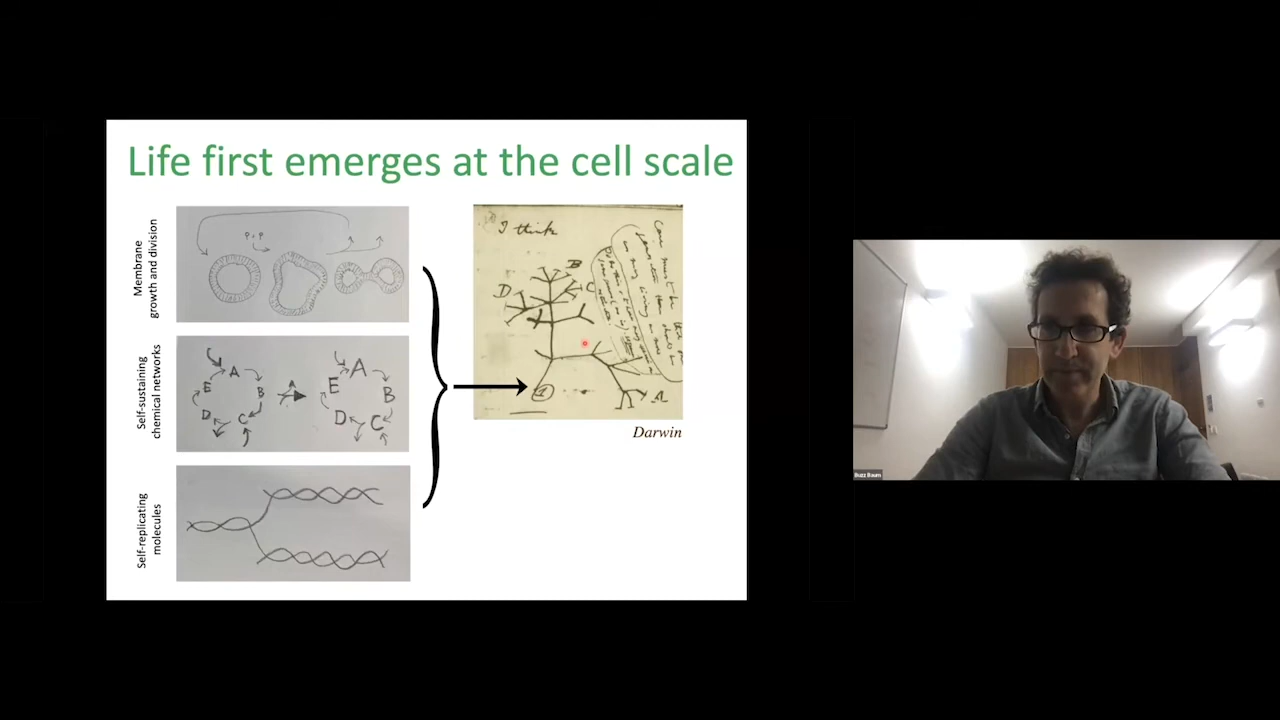 Life first emerges at the cell scale
Membrane
growth and division
Self-sustaining
chemical networks
A
B
C
D
E
A
A
B
C
D
E
Self-replicating
molecules
I think
B
D
C
A
1
Darwin
Buzz Baum